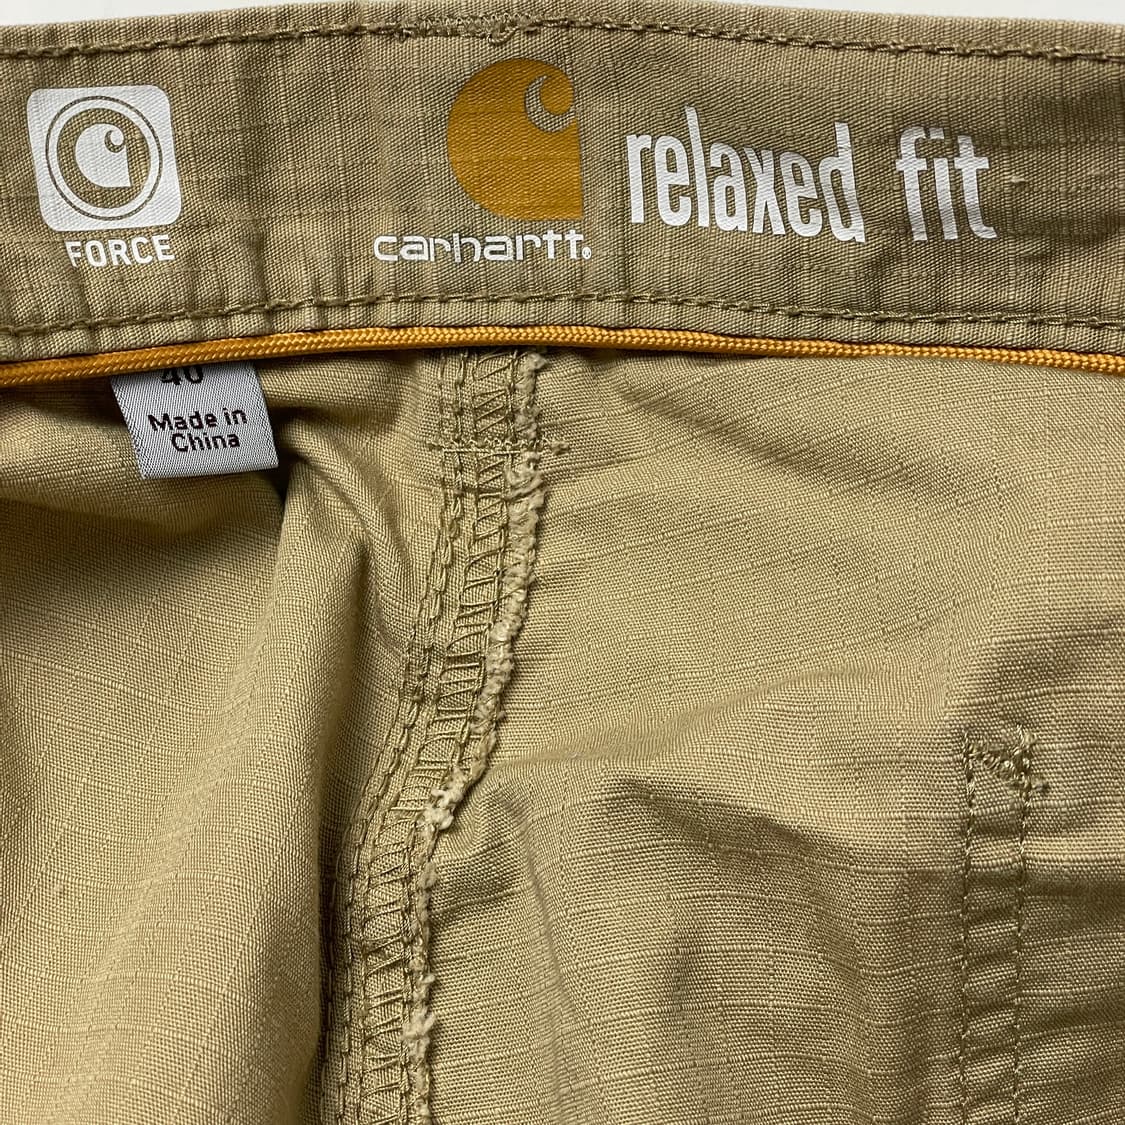 FORCE
carhartt®
relaxed fit
40
Made in
China